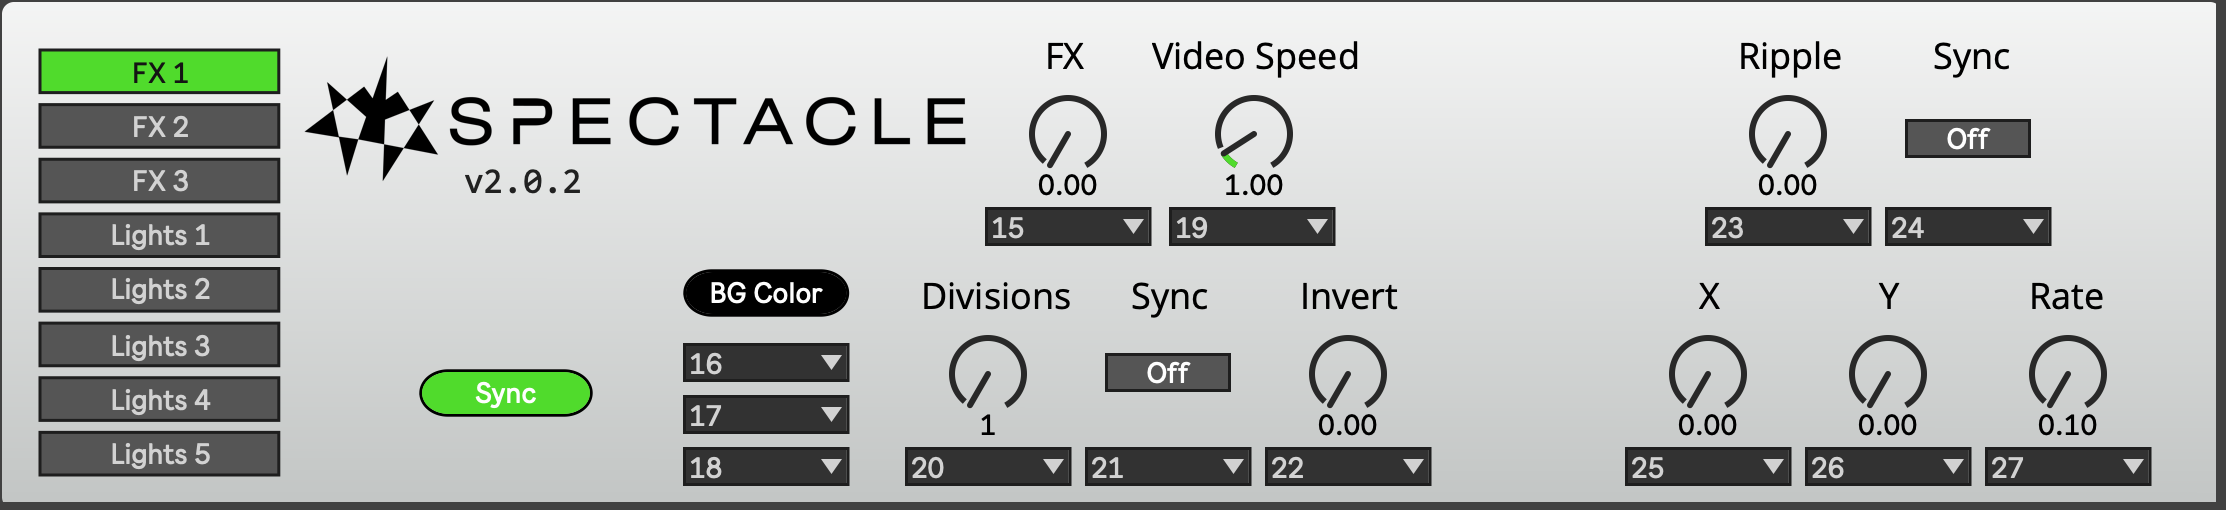 FX 1
FX 2
FX 3
Lights 1
Lights 2
Lights 3
Lights 4
Lights 5
SPECTACLE
v2.0.2
Sync
BG Color
16
17
18
FX Video Speed
0.00 1.00
15 19
Divisions Sync Invert
Off
1 0.00
20 21 22
Ripple Sync
Off
0.00
23 24
X Y Rate
0.00 0.00 0.10
25 26 27